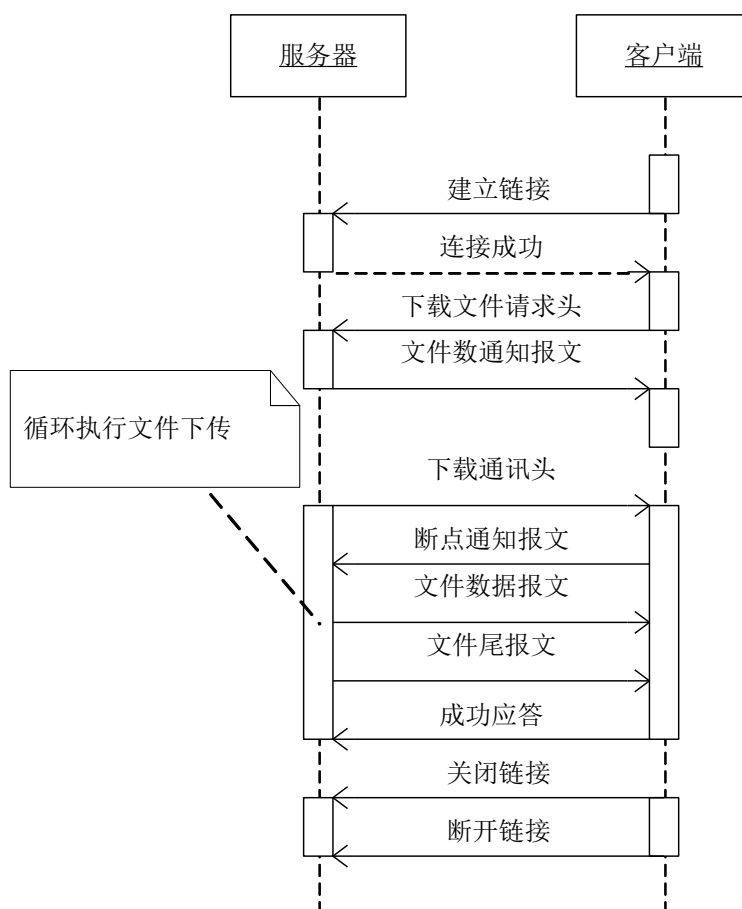 服务器
客户端
建立链接
连接成功
下载文件请求头
文件数通知报文
循环执行文件下传
下载通讯头
断点通知报文
文件数据报文
文件尾报文
成功应答
关闭链接
断开链接